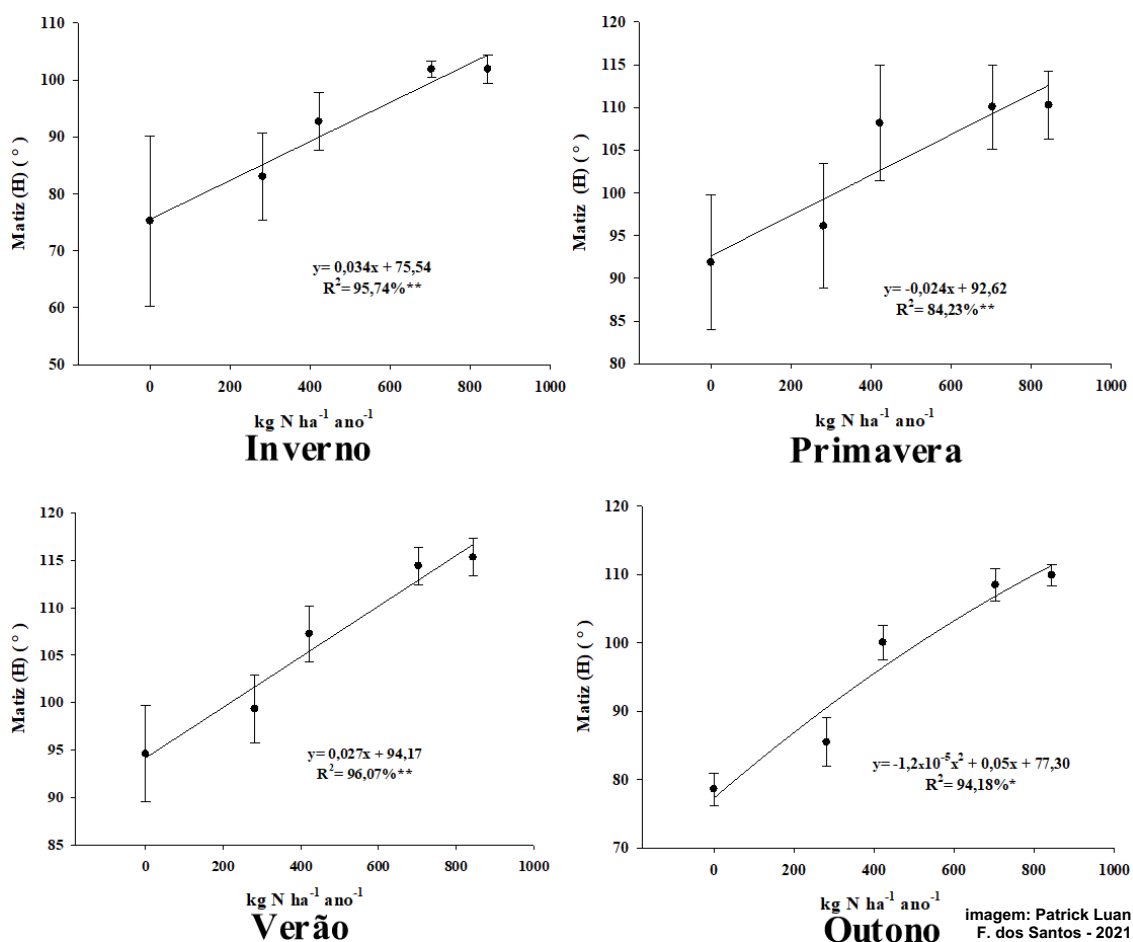 110
100
90
80
70
60
50
Matiz (H) ( ° )
y= 0,034x + 75,54
R²= 95,74%**
0 200 400 600 800 1000
kg N ha⁻¹ ano⁻¹
Inverno
120
115
110
105
100
95
90
85
80
Matiz (H) ( ° )
y= -0,024x + 92,62
R²= 84,23%**
0 200 400 600 800 1000
kg N ha⁻¹ ano⁻¹
Primavera
120
115
110
105
100
95
90
85
Matiz (H) ( ° )
y= 0,027x + 94,17
R²= 96,07%**
0 200 400 600 800 1000
kg N ha⁻¹ ano⁻¹
Verão
120
110
100
90
80
70
Matiz (H) ( ° )
y= -1,2x10⁻⁵x² + 0,05x + 77,30
R²= 94,18%*
0 200 400 600 800 1000
kg N ha⁻¹ ano⁻¹
Outono
imagem: Patrick Luan
F. dos Santos - 2021